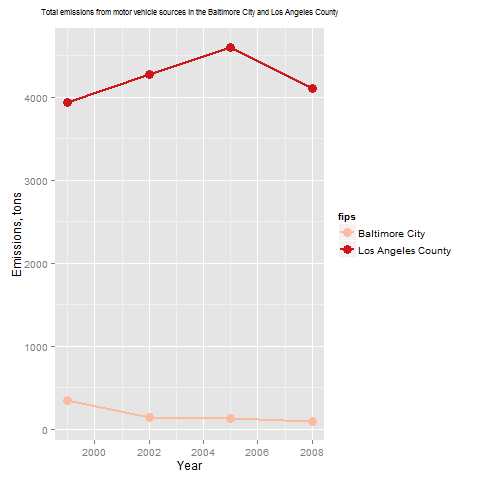 Total emissions from motor vehicle sources in the Baltimore City and Los Angeles County
Emissions, tons
4000
3000
2000
1000
0
2000 2002 2004 2006 2008
Year
fips
Baltimore City
Los Angeles County